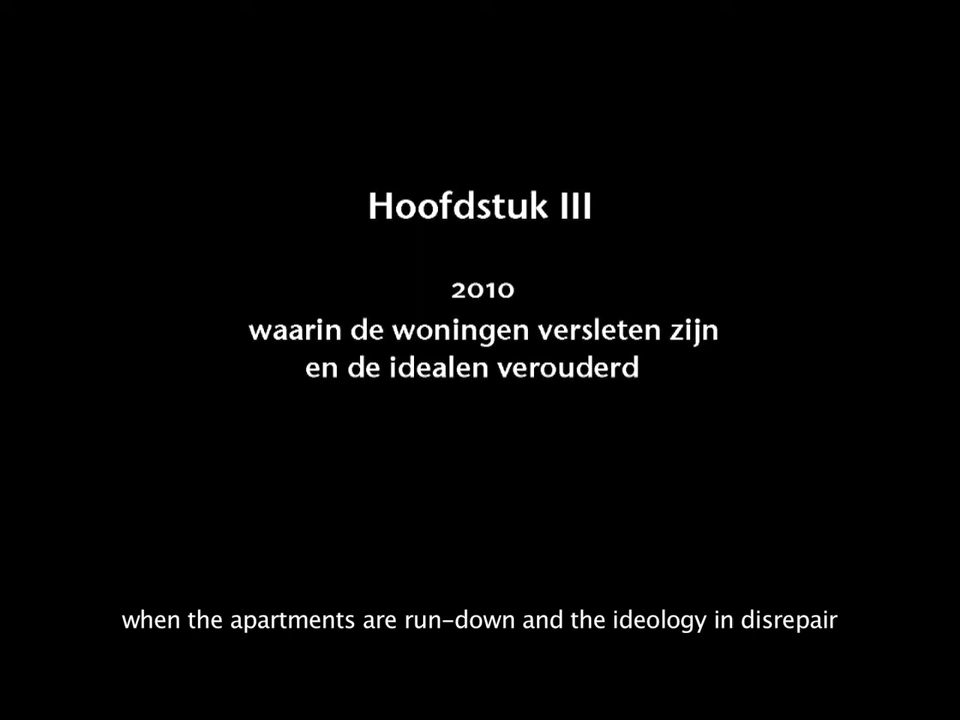 Hoofdstuk III
2010
waarin de woningen versleten zijn
en de idealen verouderd
when the apartments are run-down and the ideology in disrepair